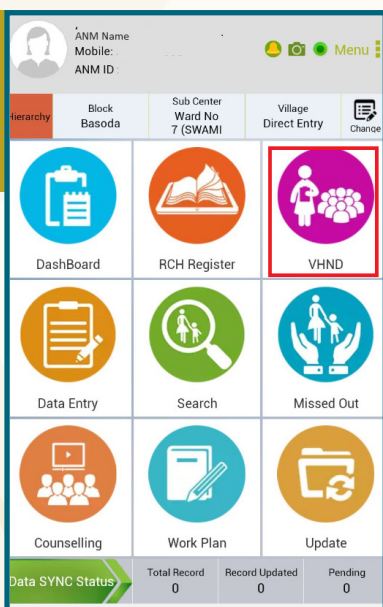 ANM Name
Mobile:
ANM ID :
Menu
Hierarchy
Block
Basoda
Sub Center
Ward No
7 (SWAMI
Village
Direct Entry
Change
DashBoard
RCH Register
VHND
Data Entry
Search
Missed Out
Counselling
Work Plan
Update
Data SYNC Status
Total Record
0
Record Updated
0
Pending
0